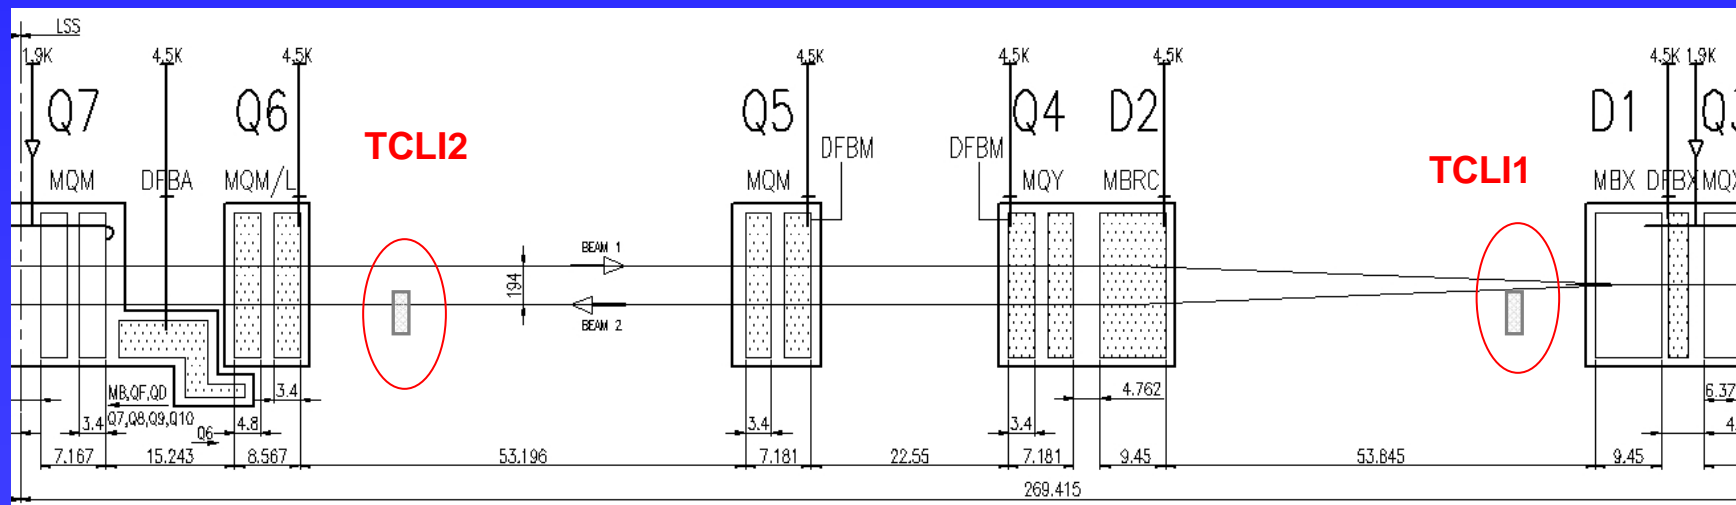 LSS
1.9K 4.5K 4.5K 4.5K 4.5K 4.5K 4.5K 1.9K
Q7 Q6 Q5 Q4 D2 D1
TCLI2 TCLI1
DFBM DFBM
MQM DFBA MQM/L MQM MQY MBRC MBX DFBX
BEAM 1
194
BEAM 2
MB,QF,QD
Q7,Q8,Q9,Q10
Q6
3.4 4.8 3.4 3.4 3.4 4.762 6.37
7.167 15.243 8.567 53.196 7.181 22.55 7.181 9.45 53.845 9.45
269.415